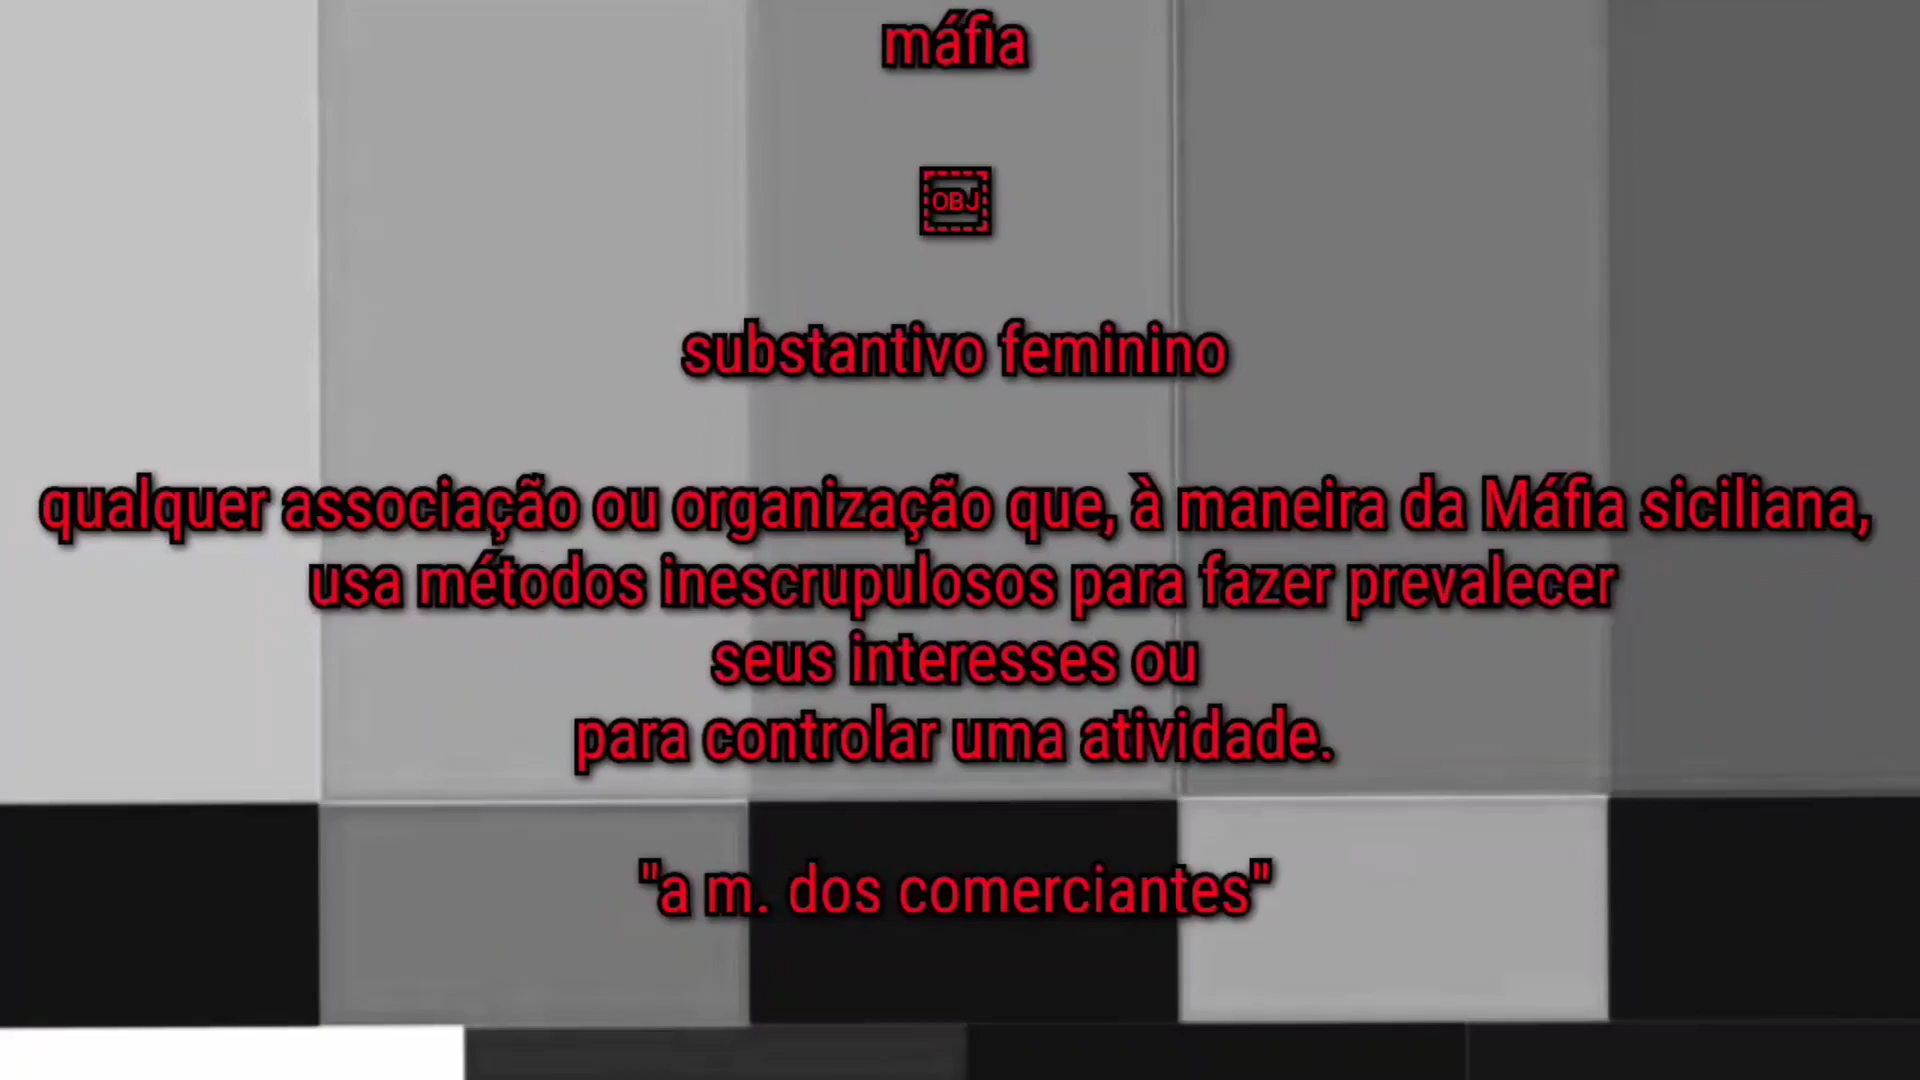 máfia
OBJ
substantivo feminino
qualquer associação ou organização que, à maneira da Máfia siciliana,
usa métodos inescrupulosos para fazer prevalecer
seus interesses ou
para controlar uma atividade.
"a m. dos comerciantes"